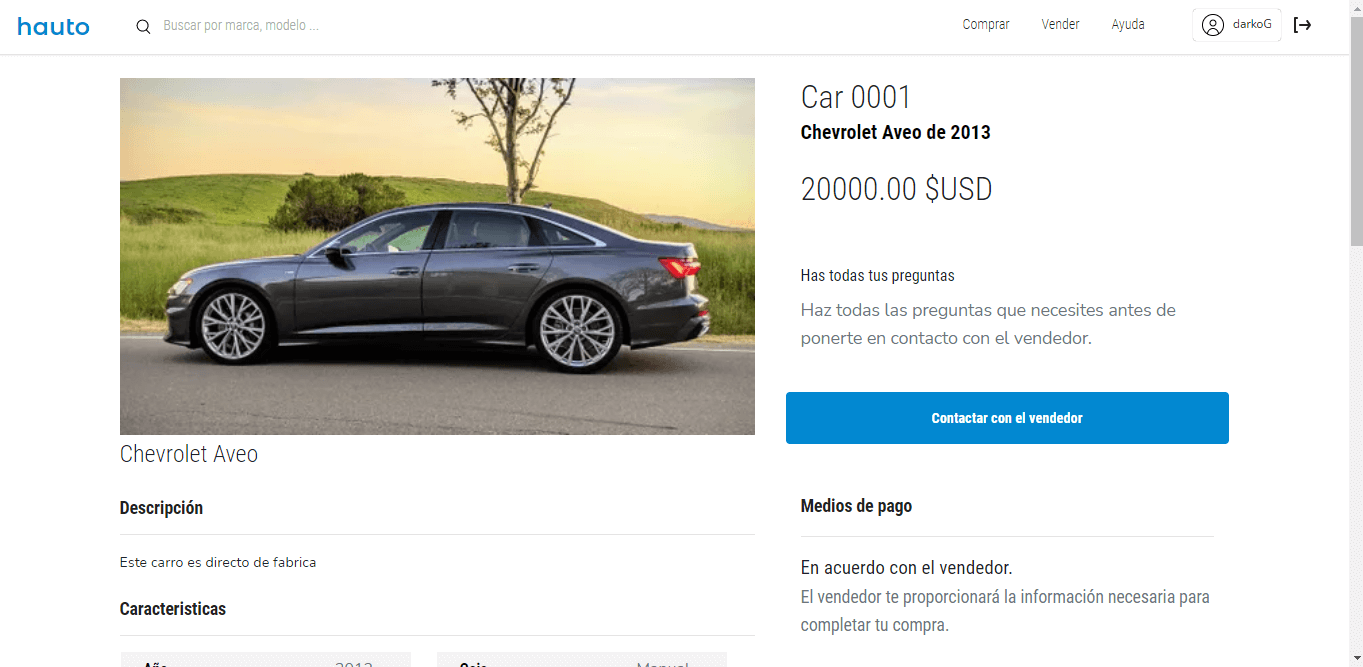 hauto
Buscar por marca, modelo ...
Comprar
Vender
Ayuda
darkoG
Car 0001
Chevrolet Aveo de 2013
20000.00 $USD
Has todas tus preguntas
Haz todas las preguntas que necesites antes de
ponerte en contacto con el vendedor.
Contactar con el vendedor
Chevrolet Aveo
Descripción
Este carro es directo de fabrica
Caracteristicas
Año
2013
Caja
Manual
Medios de pago
En acuerdo con el vendedor.
El vendedor te proporcionará la información necesaria para
completar tu compra.